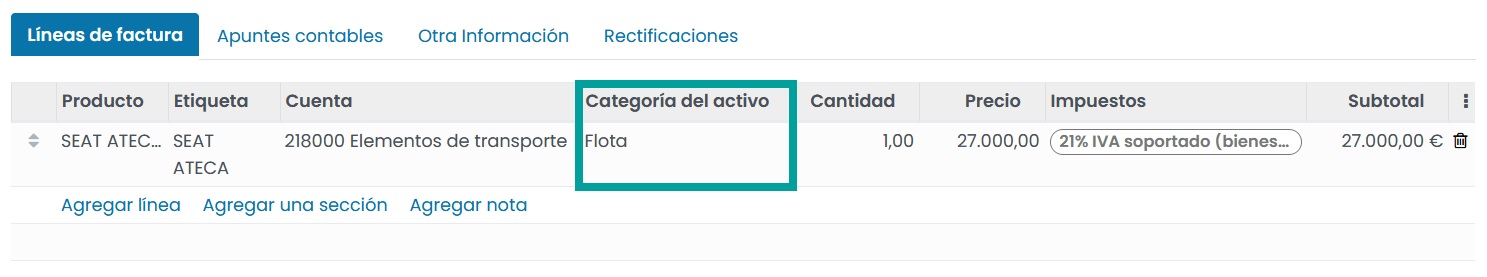 Líneas de factura Apuntes contables Otra Información Rectificaciones
Producto Etiqueta Cuenta Categoría del activo Cantidad Precio Impuestos Subtotal
SEAT ATEC... SEAT ATECA 218000 Elementos de transporte Flota 1,00 27.000,00 21% IVA soportado (bienes... 27.000,00 €
Agregar línea Agregar una sección Agregar nota